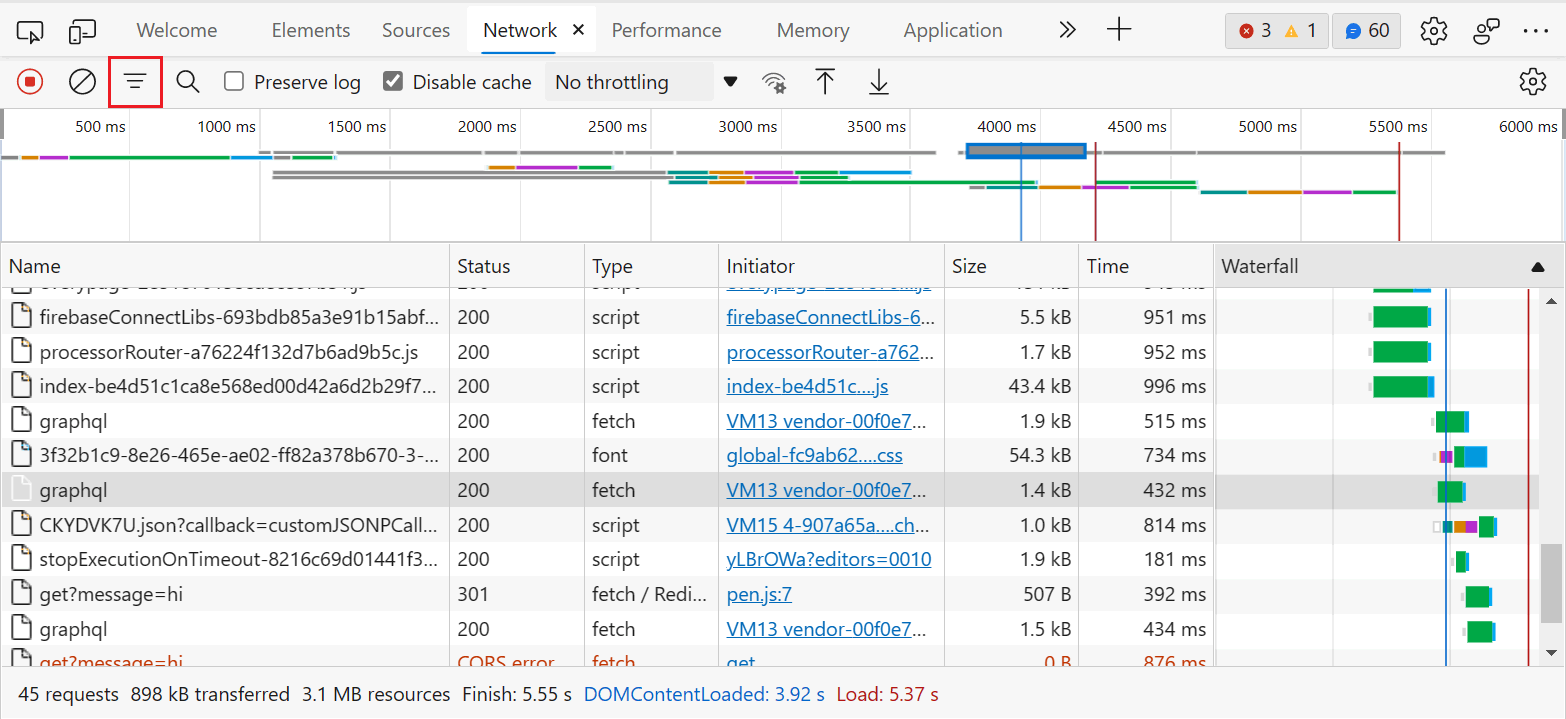 Welcome Elements Sources Network Performance Memory Application 3 1 60
Preserve log Disable cache No throttling
500 ms 1000 ms 1500 ms 2000 ms 2500 ms 3000 ms 3500 ms 4000 ms 4500 ms 5000 ms 5500 ms 6000 ms
Name Status Type Initiator Size Time Waterfall
firebaseConnectLibs-693bdb85a3e91b15abf... 200 script firebaseConnectLibs-6... 5.5 kB 951 ms
processorRouter-a76224f132d7b6ad9b5c.js 200 script processorRouter-a762... 1.7 kB 952 ms
index-be4d51c1ca8e568ed00d42a6d2b29f7... 200 script index-be4d51c....js 43.4 kB 996 ms
graphql 200 fetch VM13 vendor-00f0e7... 1.9 kB 515 ms
3f32b1c9-8e26-465e-ae02-ff82a378b670-3-... 200 font global-fc9ab62....css 54.3 kB 734 ms
graphql 200 fetch VM13 vendor-00f0e7... 1.4 kB 432 ms
CKYDVK7U.json?callback=customJSONPCall... 200 script VM15 4-907a65a....ch... 1.0 kB 814 ms
stopExecutionOnTimeout-8216c69d01441f3... 200 script yLBrOWa?editors=0010 1.9 kB 181 ms
get?message=hi 301 fetch / Redi... pen.js:7 507 B 392 ms
graphql 200 fetch VM13 vendor-00f0e7... 1.5 kB 434 ms
get?message=hi CORS error fetch get 0 B 876 ms
45 requests 898 kB transferred 3.1 MB resources Finish: 5.55 s DOMContentLoaded: 3.92 s Load: 5.37 s